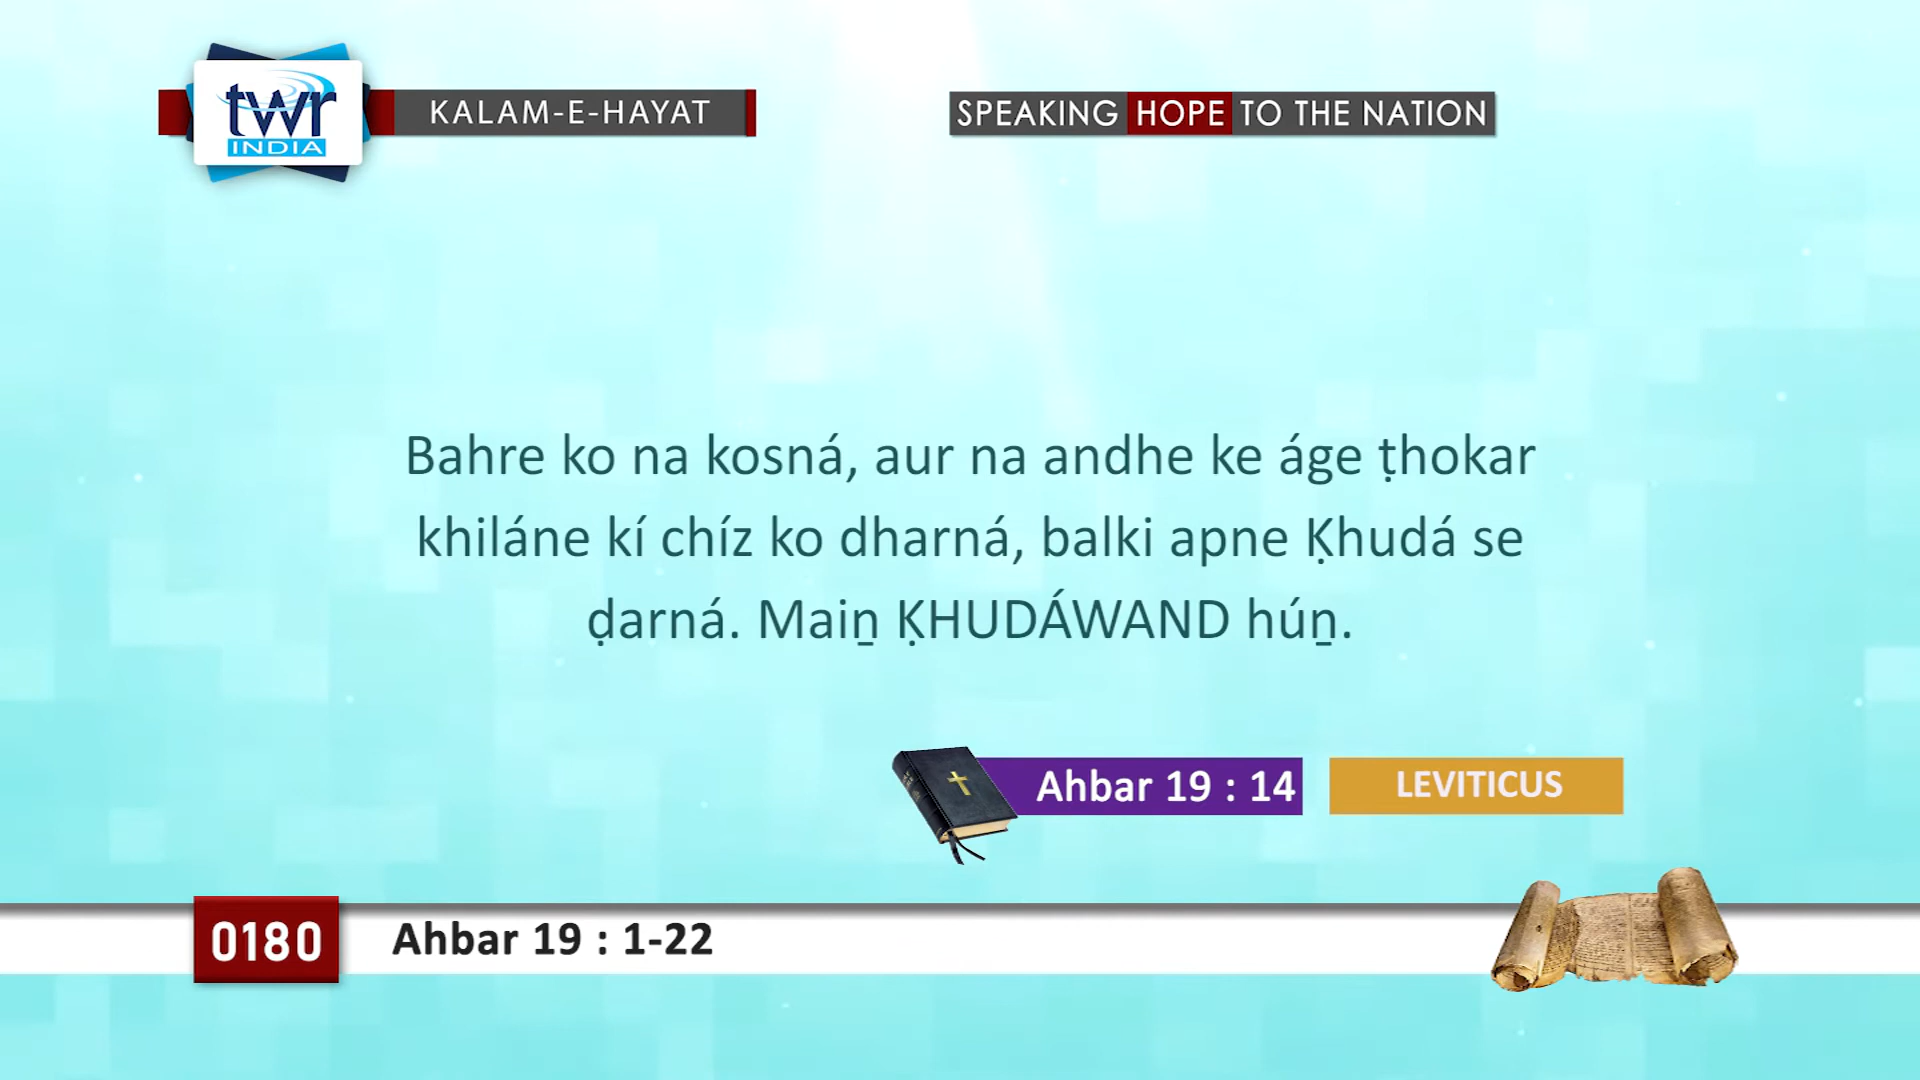 twr
INDIA
KALAM-E-HAYAT
SPEAKING HOPE TO THE NATION
Bahre ko na kosná, aur na andhe ke áge ṭhokar
khiláne kí chíz ko dharná, balki apne Ḳhudá se
ḍarná. Maiṉ ḲHUDÁWAND húṉ.
Ahbar 19 : 14
LEVITICUS
0180
Ahbar 19 : 1-22